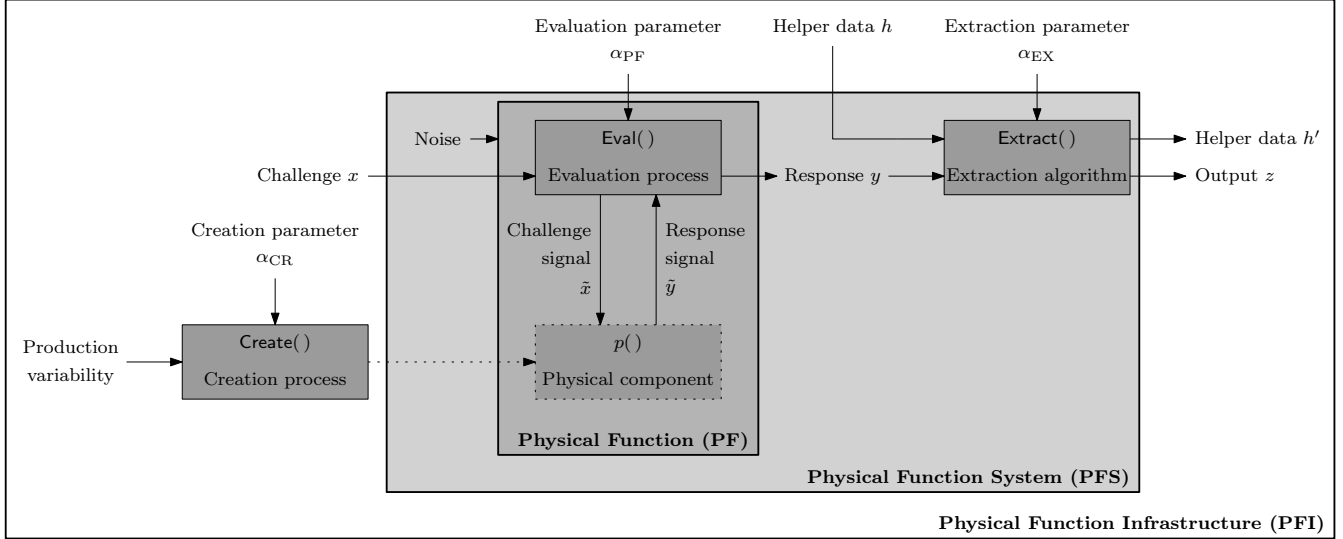 Evaluation parameter
α_PF
Helper data h
Extraction parameter
α_EX
Noise
Eval( )
Evaluation process
Challenge x
Response y
Extract( )
Extraction algorithm
Helper data h′
Output z
Challenge
signal
x̃
Response
signal
ỹ
Creation parameter
α_CR
Production
variability
Create( )
Creation process
p( )
Physical component
Physical Function (PF)
Physical Function System (PFS)
Physical Function Infrastructure (PFI)